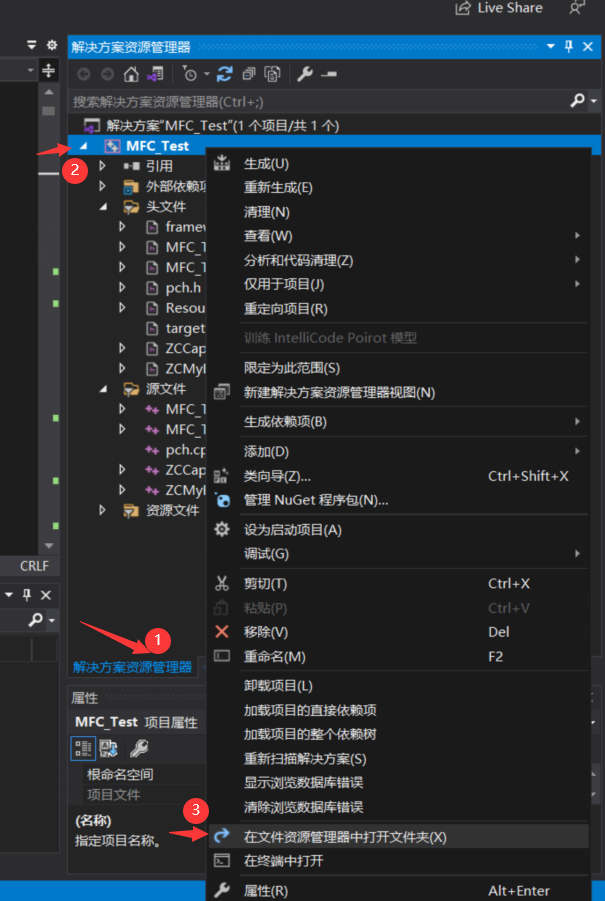 Live Share
解决方案资源管理器
搜索解决方案资源管理器(Ctrl+;)
解决方案"MFC_Test"(1 个项目/共 1 个)
MFC_Test
2
引用
外部依赖项
头文件
MFC_T
MFC_T
pch.h
target
ZCCap
源文件
MFC_T
MFC_T
pch.cp
ZCCap
资源文件
CRLF
1
解决方案资源管理器
属性
MFC_Test 项目属性
根命名空间
项目文件
(名称)
指定项目名称。
3
生成(U)
重新生成(E)
清理(N)
查看(W)
分析和代码清理(Z)
仅用于项目(J)
重定向项目(R)
训练 IntelliCode Poirot 模型
限定为此范围(S)
新建解决方案资源管理器视图(N)
生成依赖项(B)
添加(D)
类向导(Z)... Ctrl+Shift+X
管理 NuGet 程序包(N)...
设为启动项目(A)
调试(G)
剪切(T) Ctrl+X
粘贴(P) Ctrl+V
移除(V) Del
重命名(M) F2
卸载项目(L)
加载项目的直接依赖项
加载项目的整个依赖树
重新扫描解决方案(S)
显示浏览数据库错误
清除浏览数据库错误
在文件资源管理器中打开文件夹(X)
在终端中打开
属性(R) Alt+Enter